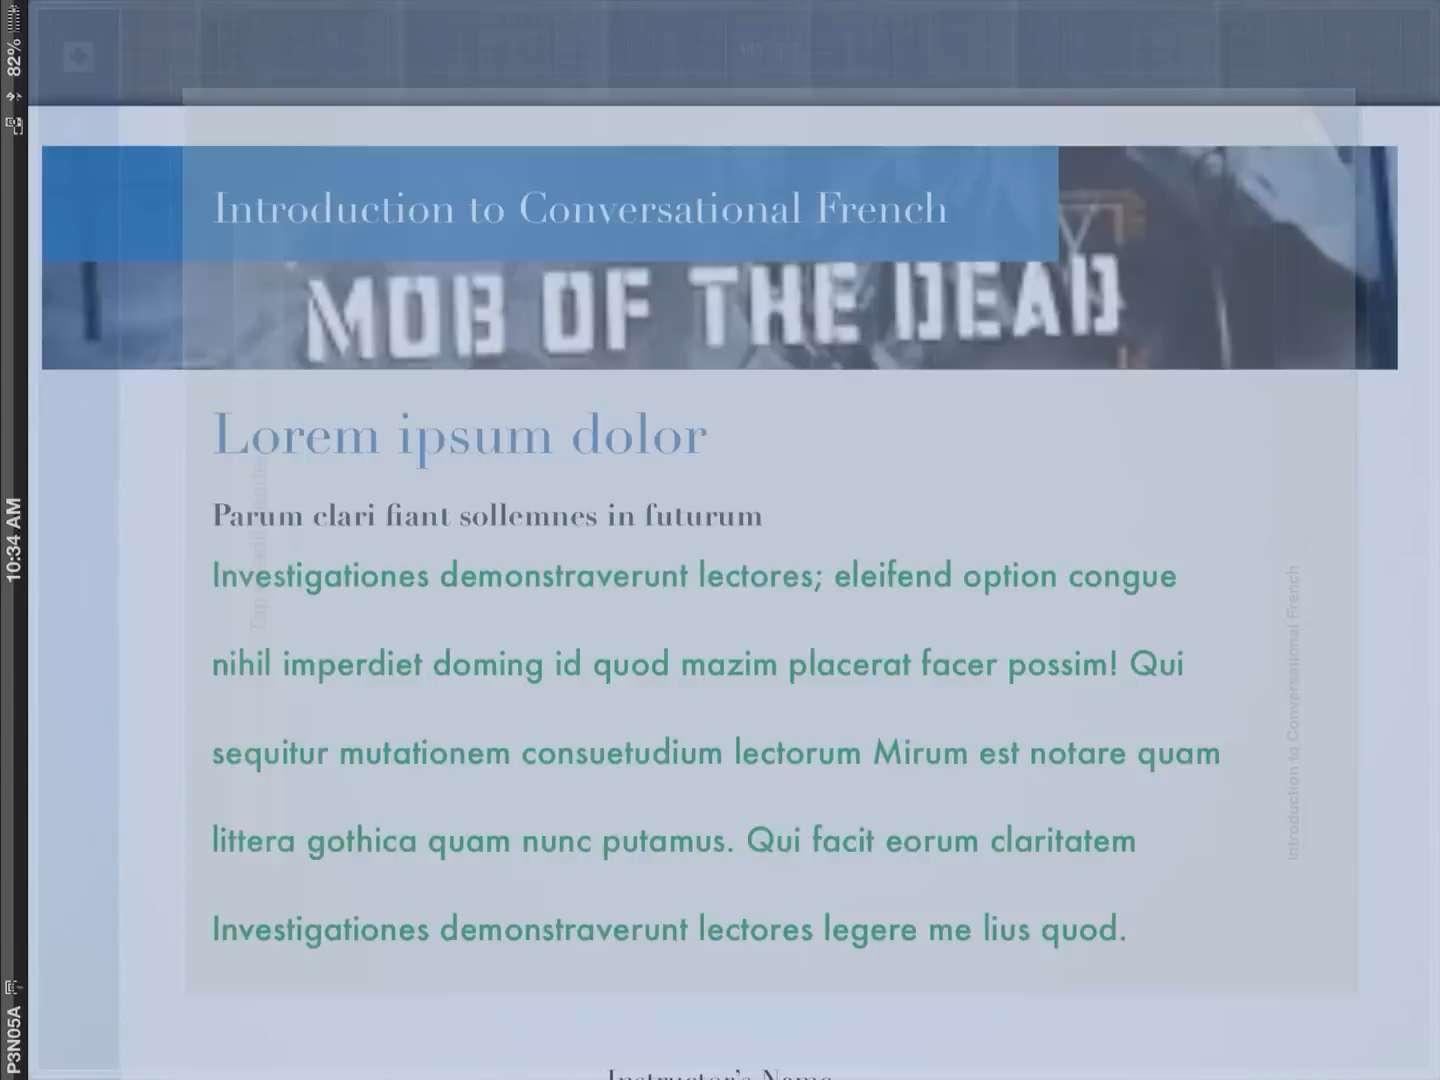 82%
10:34 AM
P3N05A
Introduction to Conversational French
MOB OF THE DEAD
Lorem ipsum dolor
Parum clari fiant sollemnes in futurum
Investigationes demonstraverunt lectores; eleifend option congue
nihil imperdiet doming id quod mazim placerat facer possim! Qui
sequitur mutationem consuetudium lectorum Mirum est notare quam
littera gothica quam nunc putamus. Qui facit eorum claritatem
Investigationes demonstraverunt lectores legere me lius quod.
Introduction to Conversational French
Instructor's Name